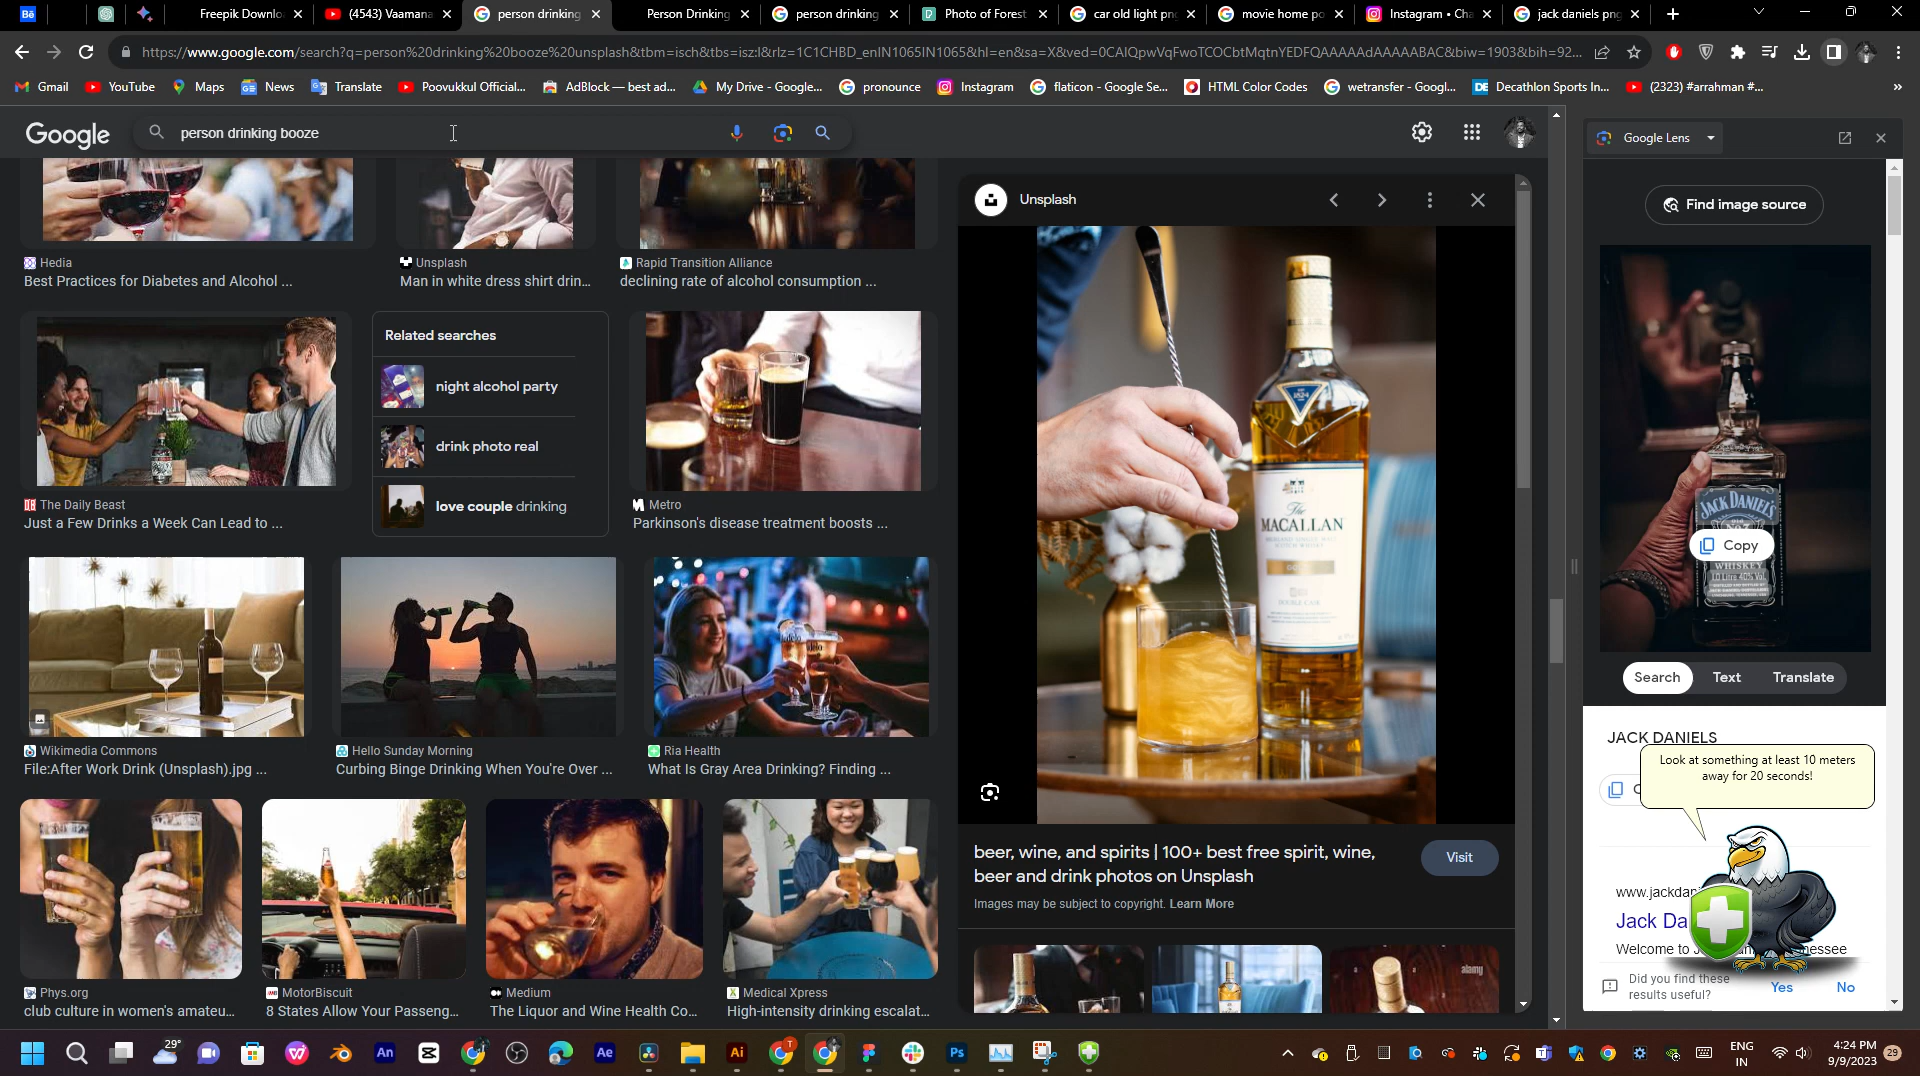 Freepik Downlo
(4543) Vaamana
person drinking
Person Drinking
person drinking
Photo of Forest
car old light png
movie home po
Instagram • Cha
jack daniels png
https://www.google.com/search?q=person%20drinking%20booze%20unsplash&tbm=isch&tbs=isz:l&rlz=1C1CHBD_enIN1065IN1065&hl=en&sa=X&ved=0CAIQpwVqFwoTCOCbtMqtnYEDFQAAAAAdAAAAABAC&biw=1903&bih=92...
Gmail
YouTube
Maps
News
Translate
Poovukkul Official...
AdBlock — best ad...
My Drive - Google...
pronounce
Instagram
flaticon - Google Se...
HTML Color Codes
wetransfer - Googl...
Decathlon Sports In...
(2323) #arrahman #...
Google
person drinking booze
Hedia
Best Practices for Diabetes and Alcohol ...
Unsplash
Man in white dress shirt drin...
Rapid Transition Alliance
declining rate of alcohol consumption ...
The Daily Beast
Just a Few Drinks a Week Can Lead to ...
Related searches
night alcohol party
drink photo real
love couple drinking
Metro
Parkinson's disease treatment boosts ...
Wikimedia Commons
File:After Work Drink (Unsplash).jpg ...
Hello Sunday Morning
Curbing Binge Drinking When You're Over ...
Ria Health
What Is Gray Area Drinking? Finding ...
Phys.org
club culture in women's amateu...
MotorBiscuit
8 States Allow Your Passeng...
Medium
The Liquor and Wine Health Co...
Medical Xpress
High-intensity drinking escalat...
Unsplash
1824
The
MACALLAN
DOUBLE CASK
beer, wine, and spirits | 100+ best free spirit, wine,
beer and drink photos on Unsplash
Visit
Images may be subject to copyright. Learn More
alamy
Google Lens
Find image source
JACK DANIEL'S
Copy
WHISKEY
1.0 Litre 40% Vol.
Search
Text
Translate
JACK DANIELS
Look at something at least 10 meters
away for 20 seconds!
www.jackdani
Jack Da
Welcome to J
nessee
Did you find these
results useful?
Yes
No
29°
ENG
IN
4:24 PM
9/9/2023
29